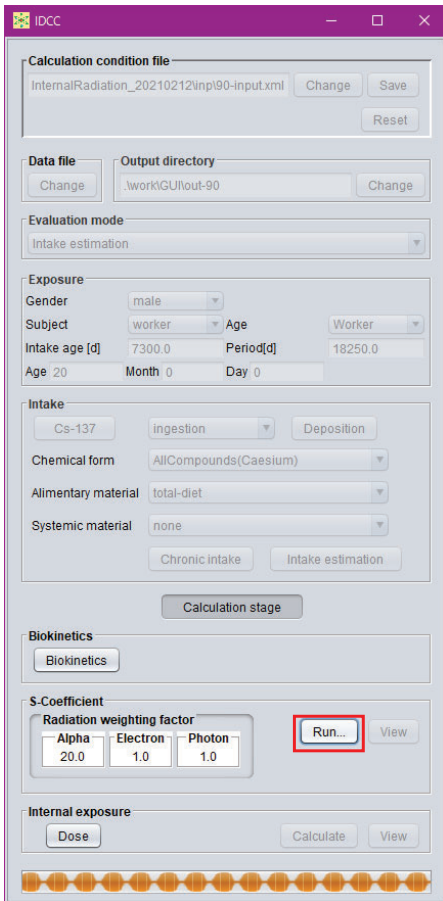 IDCC
Calculation condition file
InternalRadiation_20210212\inp\90-input.xml Change Save
Reset
Data file Output directory
Change .\work\GUI\out-90 Change
Evaluation mode
Intake estimation
Exposure
Gender male
Subject worker Age Worker
Intake age [d] 7300.0 Period[d] 18250.0
Age 20 Month 0 Day 0
Intake
Cs-137 ingestion Deposition
Chemical form AllCompounds(Caesium)
Alimentary material total-diet
Systemic material none
Chronic intake Intake estimation
Calculation stage
Biokinetics
Biokinetics
S-Coefficient
Radiation weighting factor
Alpha Electron Photon
Run... View
20.0 1.0 1.0
Internal exposure
Dose Calculate View